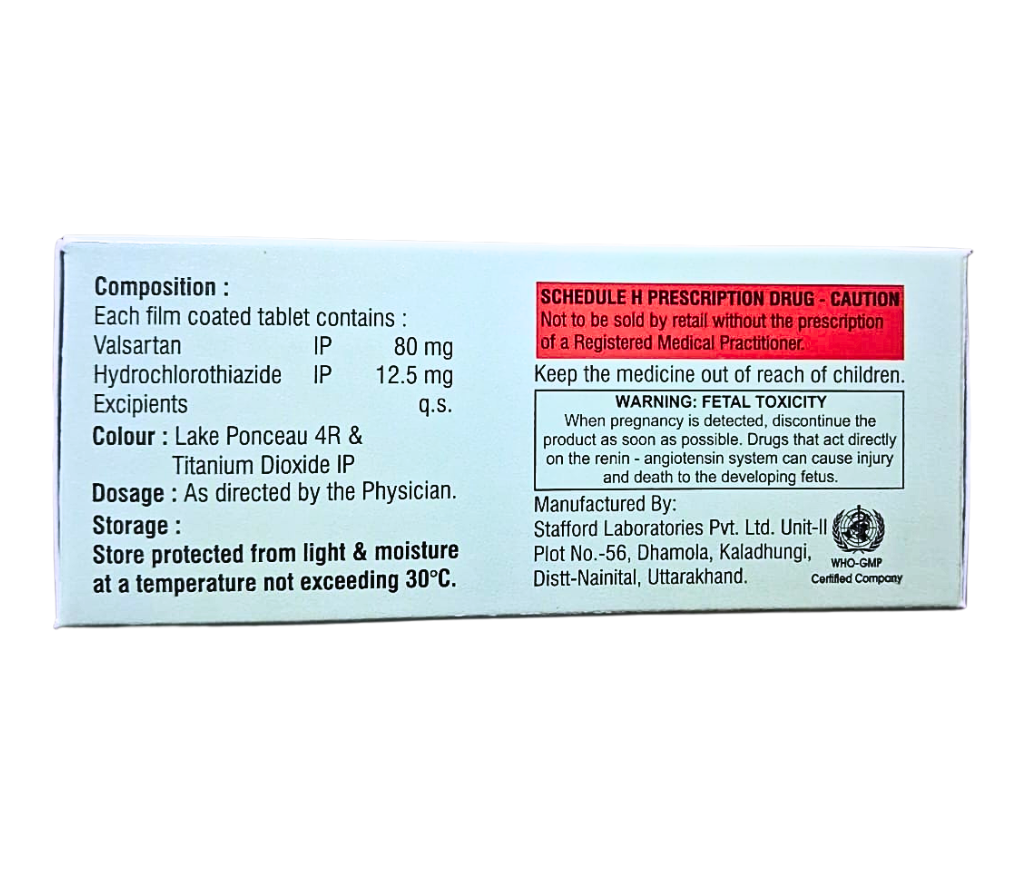 Composition :
Each film coated tablet contains :
Valsartan IP 80 mg
Hydrochlorothiazide IP 12.5 mg
Excipients q.s.
Colour : Lake Ponceau 4R &
Titanium Dioxide IP
Dosage : As directed by the Physician.
Storage :
Store protected from light & moisture
at a temperature not exceeding 30°C.
SCHEDULE H PRESCRIPTION DRUG - CAUTION
Not to be sold by retail without the prescription
of a Registered Medical Practitioner.
Keep the medicine out of reach of children.
WARNING: FETAL TOXICITY
When pregnancy is detected, discontinue the
product as soon as possible. Drugs that act directly
on the renin - angiotensin system can cause injury
and death to the developing fetus.
Manufactured By:
Stafford Laboratories Pvt. Ltd. Unit-II
Plot No.-56, Dhamola, Kaladhungi,
Distt-Nainital, Uttarakhand.
WHO-GMP
Certified Company